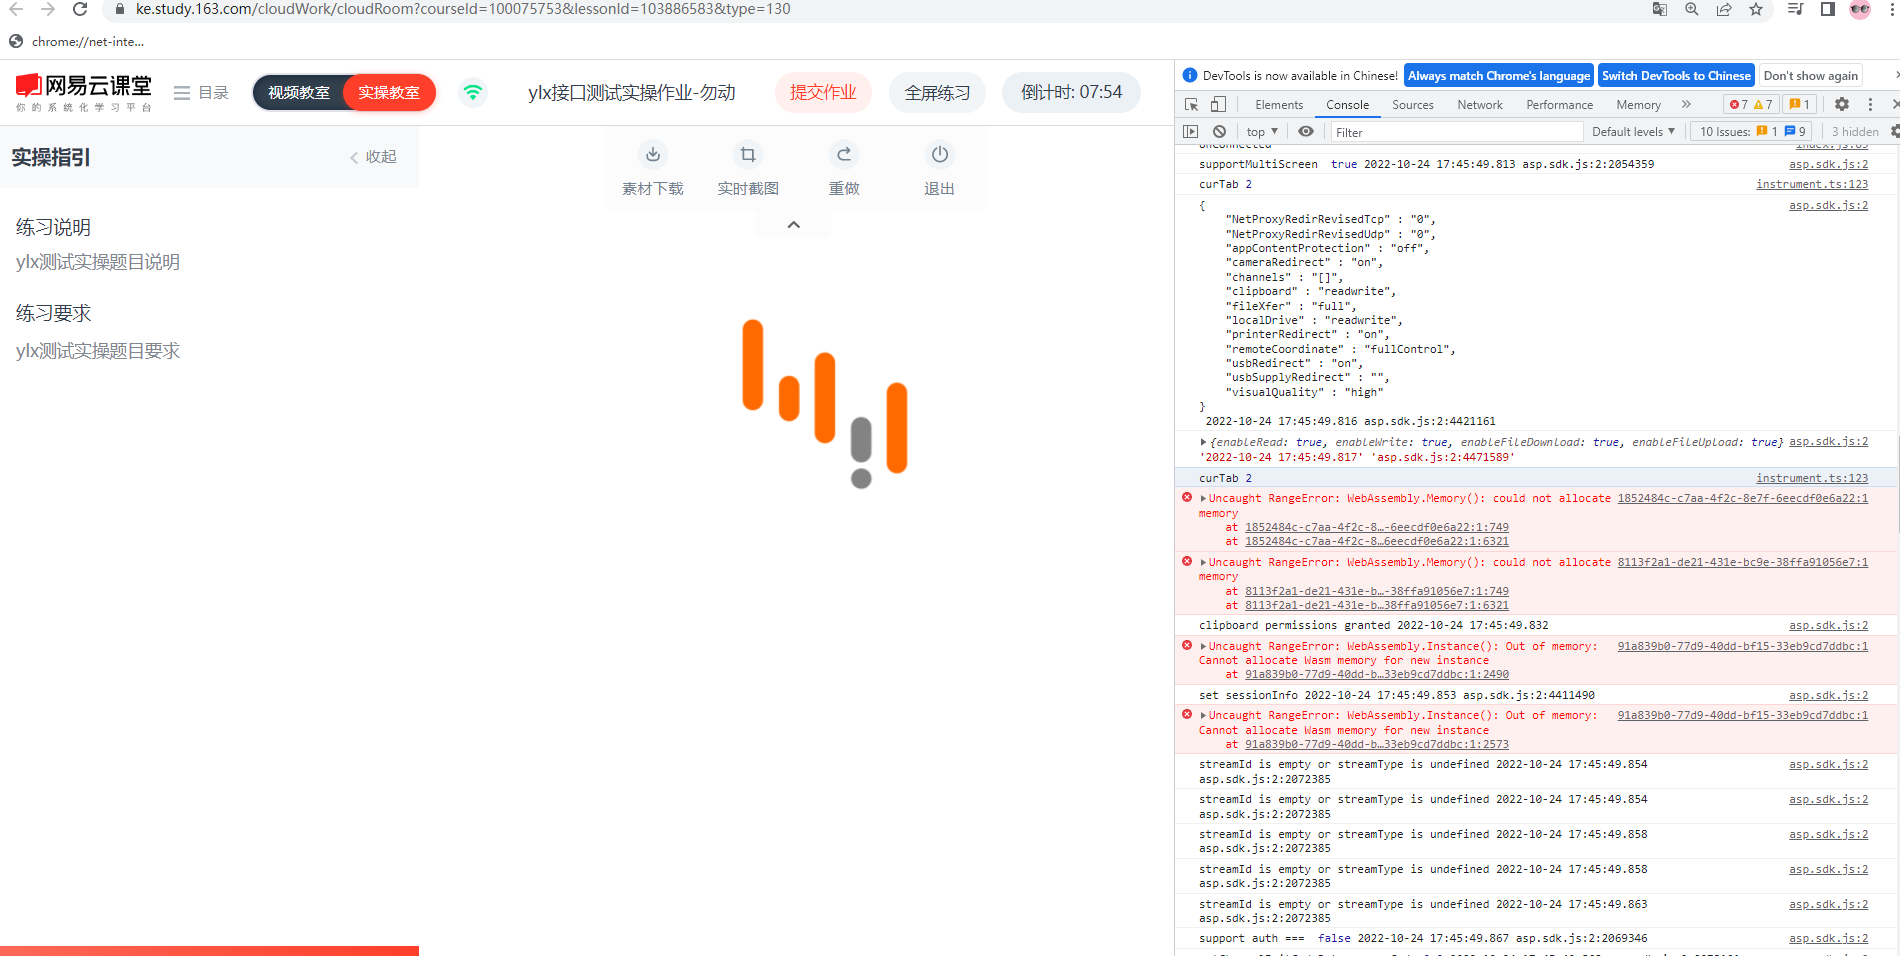 ke.study.163.com/cloudWork/cloudRoom?courseId=100075753&lessonId=103886583&type=130
chrome://net-inte...
网易云课堂
你的系统化学习平台
目录
视频教室
实操教室
ylx接口测试实操作业-勿动
提交作业
全屏练习
倒计时: 07:54
实操指引
收起
素材下载
实时截图
重做
退出
练习说明
ylx测试实操题目说明
练习要求
ylx测试实操题目要求
DevTools is now available in Chinese!
Always match Chrome's language
Switch DevTools to Chinese
Don't show again
Elements
Console
Sources
Network
Performance
Memory
7
7
1
top
Filter
Default levels
10 Issues:
1
9
3 hidden
supportMultiScreen true 2022-10-24 17:45:49.813 asp.sdk.js:2:2054359 asp.sdk.js:2
curTab 2 instrument.ts:123
{ asp.sdk.js:2
"NetProxyRedirRevisedTcp" : "0",
"NetProxyRedirRevisedUdp" : "0",
"appContentProtection" : "off",
"cameraRedirect" : "on",
"channels" : "[]",
"clipboard" : "readwrite",
"fileXfer" : "full",
"localDrive" : "readwrite",
"printerRedirect" : "on",
"remoteCoordinate" : "fullControl",
"usbRedirect" : "on",
"usbSupplyRedirect" : "",
"visualQuality" : "high"
}
2022-10-24 17:45:49.816 asp.sdk.js:2:4421161
{enableRead: true, enableWrite: true, enableFileDownload: true, enableFileUpload: true} asp.sdk.js:2
'2022-10-24 17:45:49.817' 'asp.sdk.js:2:4471589'
curTab 2 instrument.ts:123
Uncaught RangeError: WebAssembly.Memory(): could not allocate 1852484c-c7aa-4f2c-8e7f-6eecdf0e6a22:1
memory
at 1852484c-c7aa-4f2c-8…-6eecdf0e6a22:1:749
at 1852484c-c7aa-4f2c-8…-6eecdf0e6a22:1:6321
Uncaught RangeError: WebAssembly.Memory(): could not allocate 8113f2a1-de21-431e-bc9e-38ffa91056e7:1
memory
at 8113f2a1-de21-431e-b…-38ffa91056e7:1:749
at 8113f2a1-de21-431e-b…38ffa91056e7:1:6321
clipboard permissions granted 2022-10-24 17:45:49.832 asp.sdk.js:2
Uncaught RangeError: WebAssembly.Instance(): Out of memory: 91a839b0-77d9-40dd-bf15-33eb9cd7ddbc:1
Cannot allocate Wasm memory for new instance
at 91a839b0-77d9-40dd-b…33eb9cd7ddbc:1:2490
set sessionInfo 2022-10-24 17:45:49.853 asp.sdk.js:2:4411490 asp.sdk.js:2
Uncaught RangeError: WebAssembly.Instance(): Out of memory: 91a839b0-77d9-40dd-bf15-33eb9cd7ddbc:1
Cannot allocate Wasm memory for new instance
at 91a839b0-77d9-40dd-b…33eb9cd7ddbc:1:2573
streamId is empty or streamType is undefined 2022-10-24 17:45:49.854 asp.sdk.js:2
asp.sdk.js:2:2072385
streamId is empty or streamType is undefined 2022-10-24 17:45:49.854 asp.sdk.js:2
asp.sdk.js:2:2072385
streamId is empty or streamType is undefined 2022-10-24 17:45:49.858 asp.sdk.js:2
asp.sdk.js:2:2072385
streamId is empty or streamType is undefined 2022-10-24 17:45:49.858 asp.sdk.js:2
asp.sdk.js:2:2072385
streamId is empty or streamType is undefined 2022-10-24 17:45:49.863 asp.sdk.js:2
asp.sdk.js:2:2072385
support auth === false 2022-10-24 17:45:49.867 asp.sdk.js:2:2069346 asp.sdk.js:2